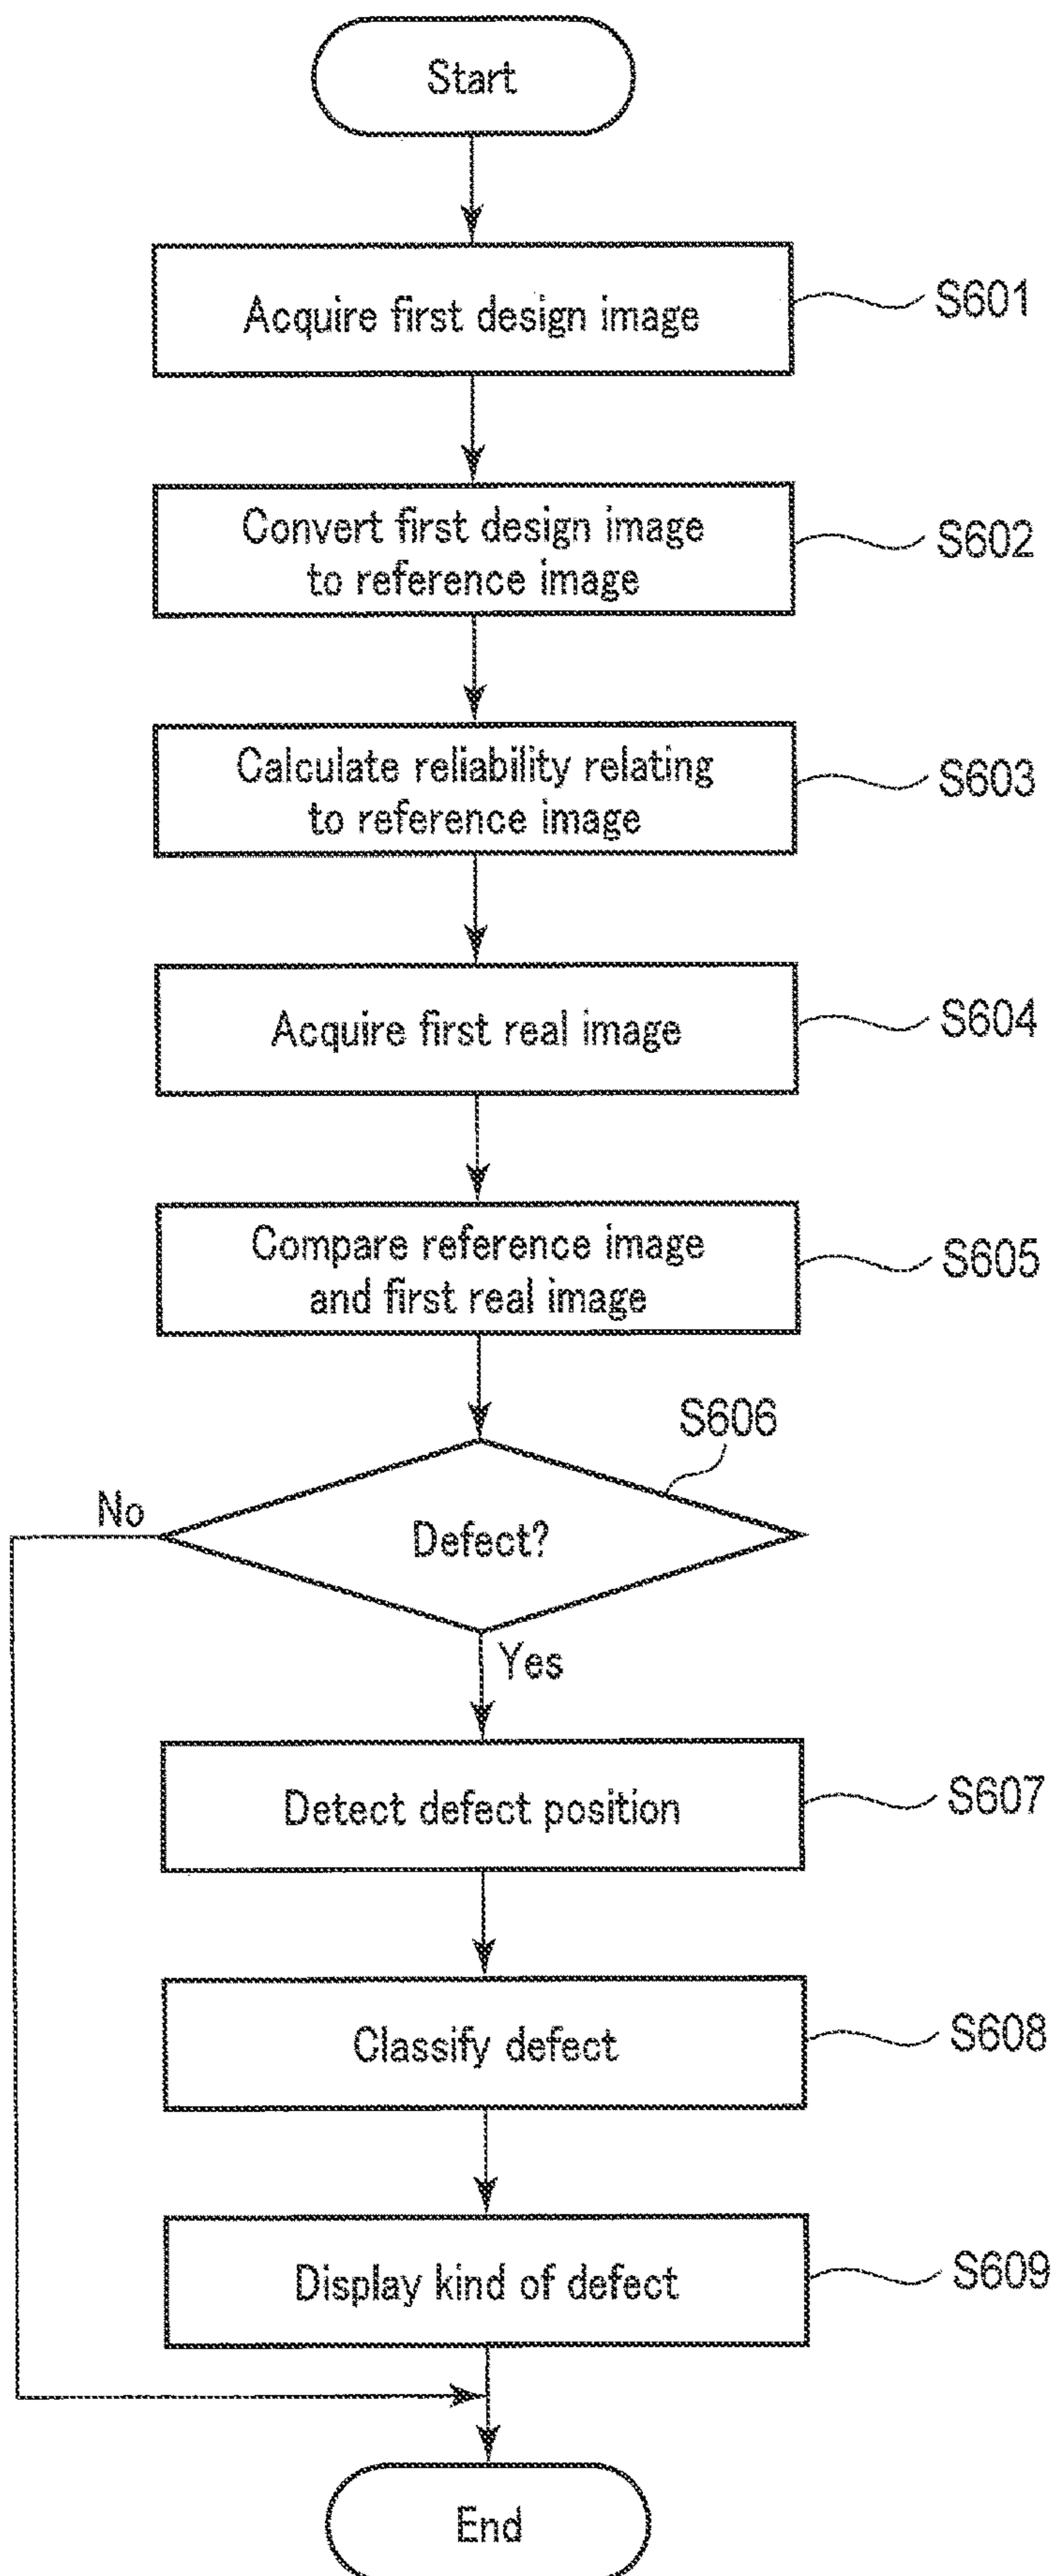 Start
Acquire first design image
S601
Convert first design image
to reference image
S602
Calculate reliability relating
to reference image
S603
Acquire first real image
S604
Compare reference image
and first real image
S605
S606
No
Defect?
Yes
Detect defect position
S607
Classify defect
S608
Display kind of defect
S609
End